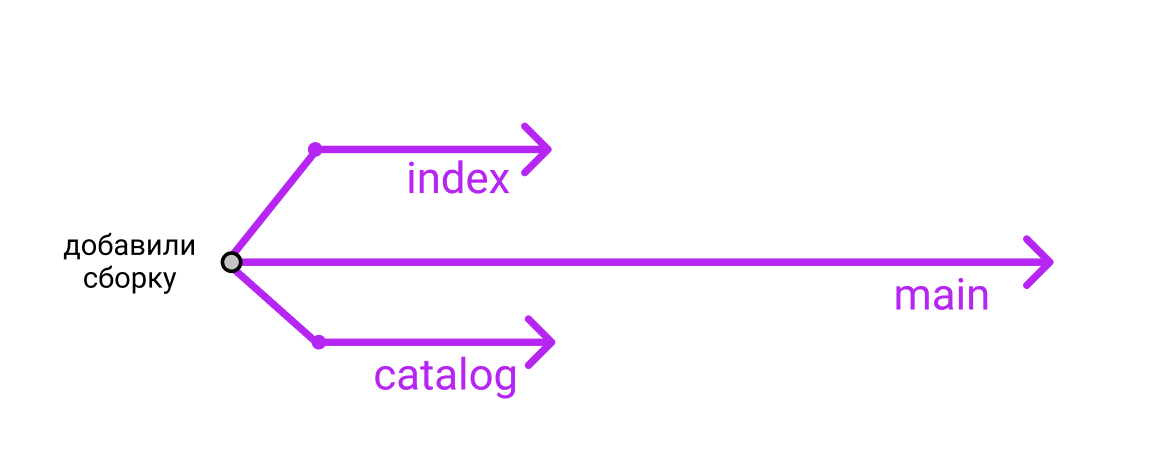 index
добавили
сборку
main
catalog